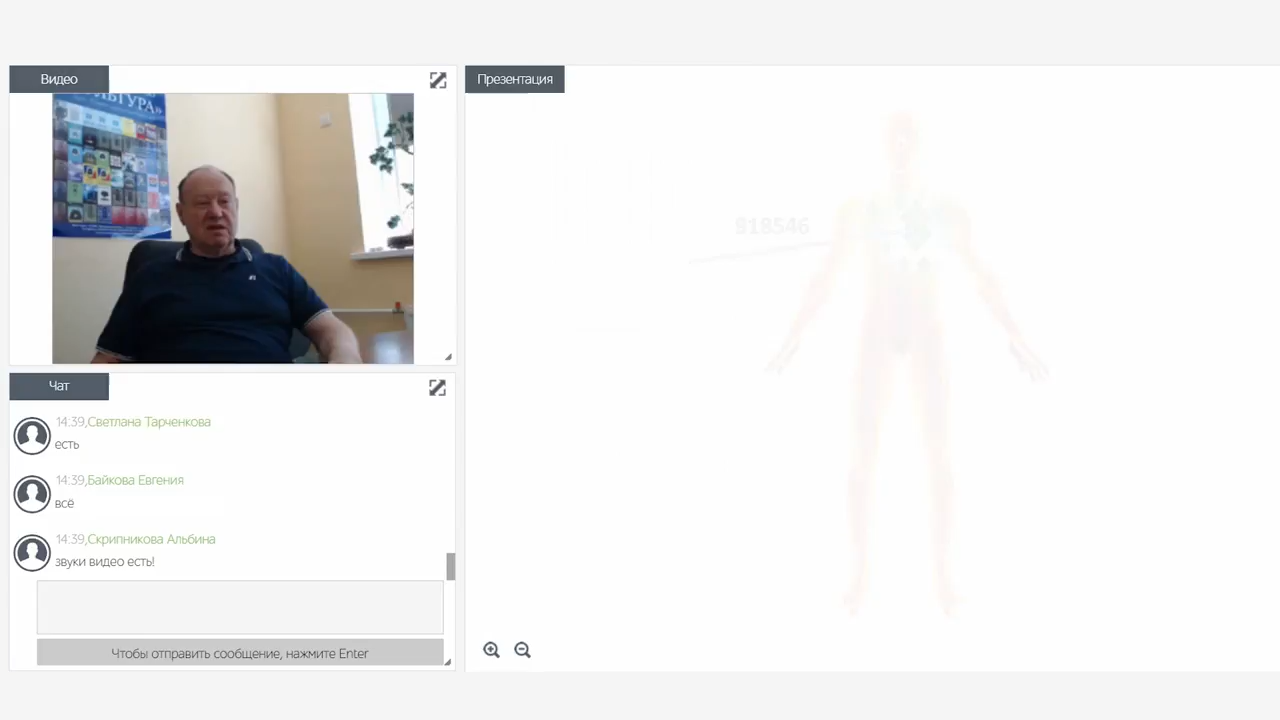 Видео
ЬТУРА»
Чат
14:39,Светлана Тарченкова
есть
14:39,Байкова Евгения
всё
14:39,Скрипникова Альбина
звуки видео есть!
Чтобы отправить сообщение, нажмите Enter
Презентация
918546